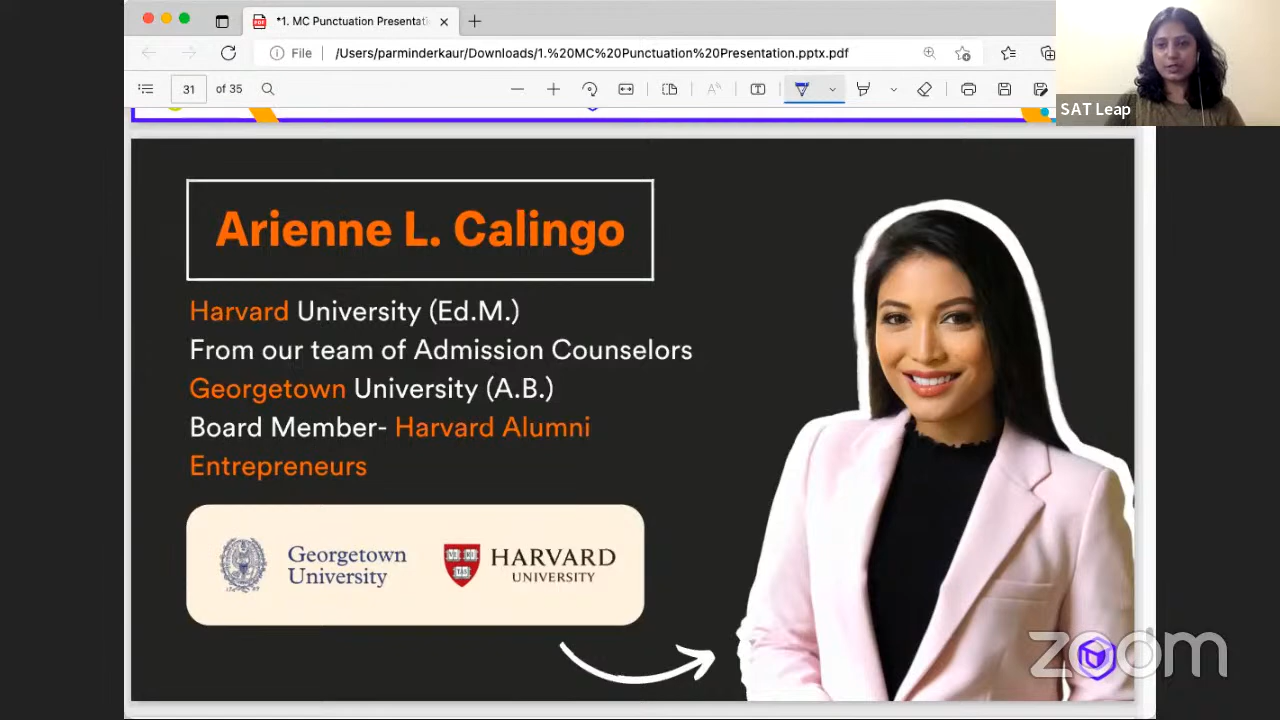 *1. MC Punctuation Presentati
File
/Users/parminderkaur/Downloads/1.%20MC%20Punctuation%20Presentation.pptx.pdf
31 of 35
SAT Leap
Arienne L. Calingo
Harvard University (Ed.M.)
From our team of Admission Counselors
Georgetown University (A.B.)
Board Member- Harvard Alumni
Entrepreneurs
Georgetown
University
HARVARD
UNIVERSITY
zoom